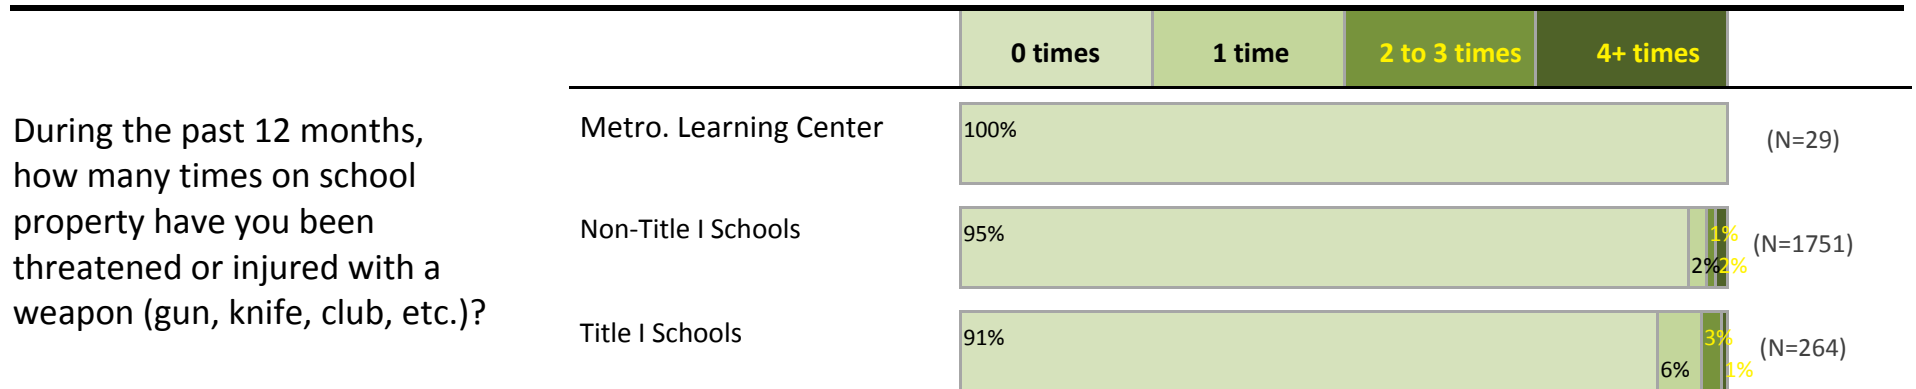 0 times 1 time 2 to 3 times 4+ times
During the past 12 months,
how many times on school
property have you been
threatened or injured with a
weapon (gun, knife, club, etc.)?
Metro. Learning Center 100% (N=29)
Non-Title I Schools 95% 2% 1% 2% (N=1751)
Title I Schools 91% 6% 3% 1% (N=264)